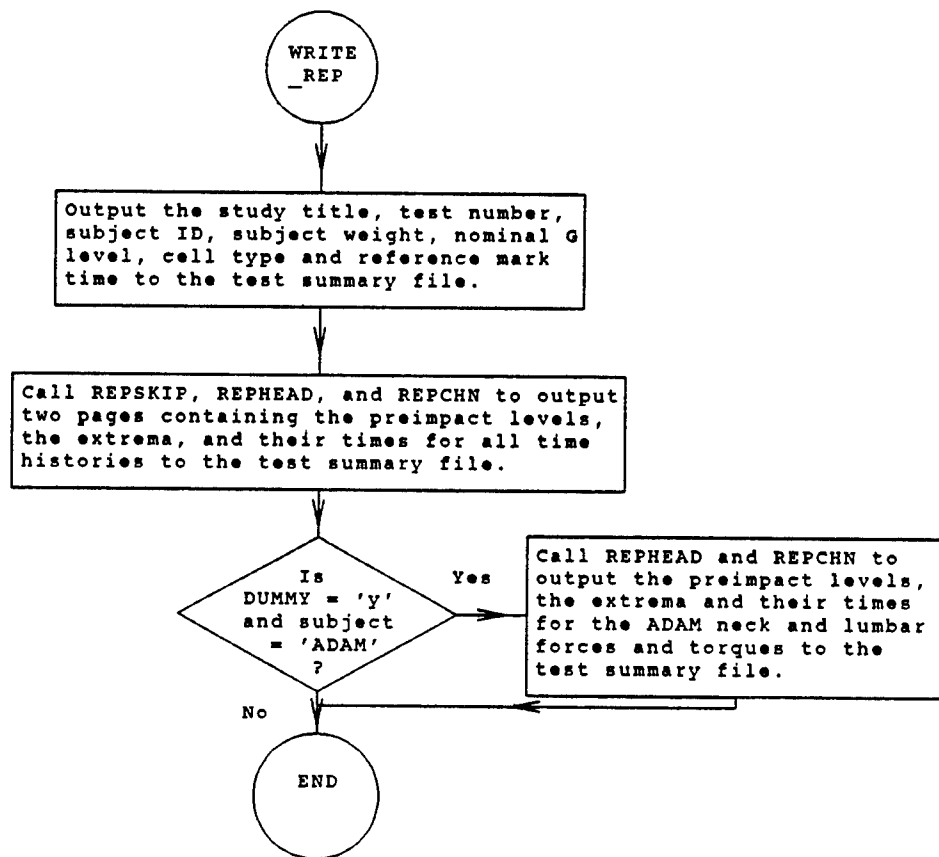 WRITE
_REP
Output the study title, test number,
subject ID, subject weight, nominal G
level, cell type and reference mark
time to the test summary file.
Call REPSKIP, REPHEAD, and REPCHN to output
two pages containing the preimpact levels,
the extrema, and their times for all time
histories to the test summary file.
Is
DUMMY = 'y'
and subject
= 'ADAM'
?
Yes
Call REPHEAD and REPCHN to
output the preimpact levels,
the extrema and their times
for the ADAM neck and lumbar
forces and torques to the
test summary file.
No
END